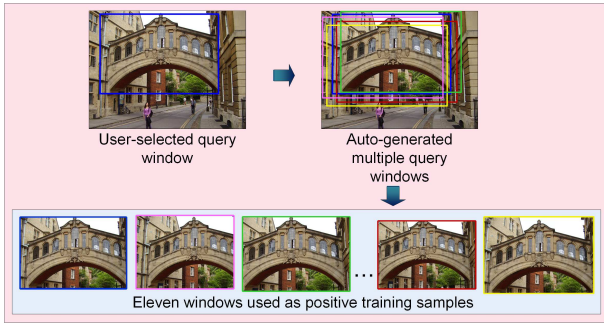 User-selected query
window
Auto-generated
multiple query
windows
...
Eleven windows used as positive training samples